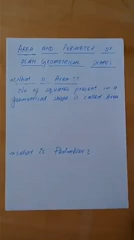 AREA AND PERIMETER OF
PLAIN GEOMETRICAL SHAPES
→ WHAT IS AREA ??
No of squares present in a
geometrical shape is called Area
→ WHAT IS Perimeter ?